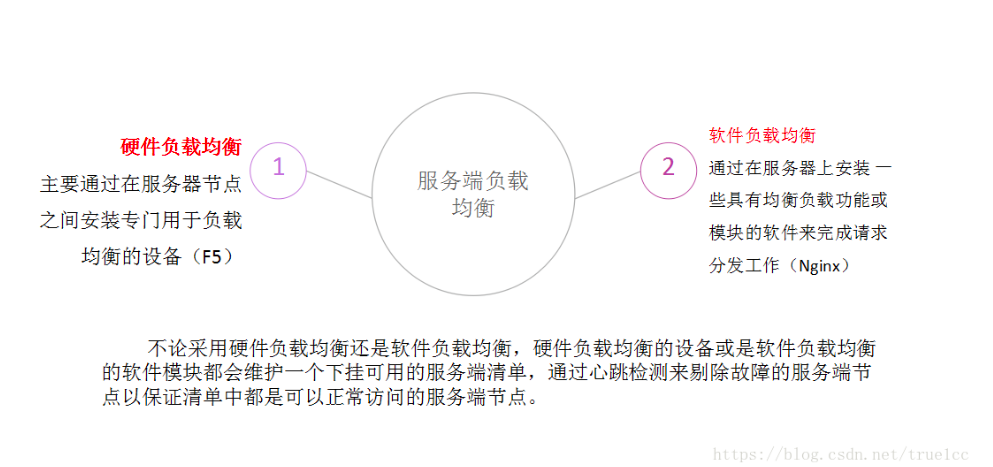 硬件负载均衡
主要通过在服务器节点
之间安装专门用于负载
均衡的设备（F5）
1
服务端负载
均衡
2
软件负载均衡
通过在服务器上安装一
些具有均衡负载功能或
模块的软件来完成请求
分发工作（Nginx）
不论采用硬件负载均衡还是软件负载均衡，硬件负载均衡的设备或是软件负载均衡
的软件模块都会维护一个下挂可用的服务端清单，通过心跳检测来剔除故障的服务端节
点以保证清单中都是可以正常访问的服务端节点。
https://blog.csdn.net/truelcc